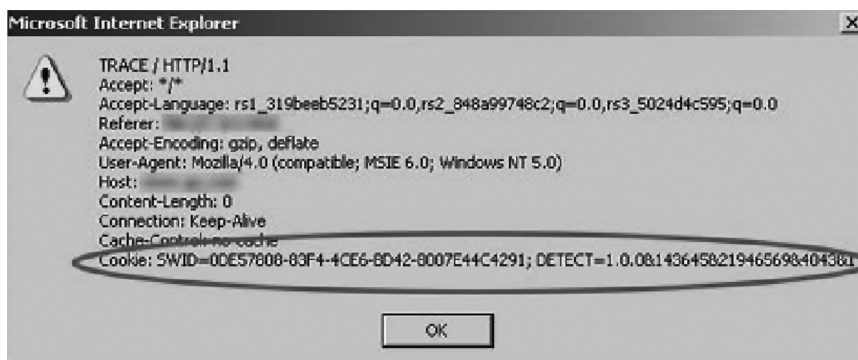 Microsoft Internet Explorer
TRACE / HTTP/1.1
Accept: */*
Accept-Language: rs1_319beeb5231;q=0.0,rs2_848a99748c2;q=0.0,rs3_5024d4c595;q=0.0
Referer:
Accept-Encoding: gzip, deflate
User-Agent: Mozilla/4.0 (compatible; MSIE 6.0; Windows NT 5.0)
Host:
Content-Length: 0
Connection: Keep-Alive
Cache-Control: no-cache
Cookie: SWID=0DE57808-83F4-4CE6-8D42-8007E44C4291; DETECT=1.0.0&143645&21946569&4043&1
OK